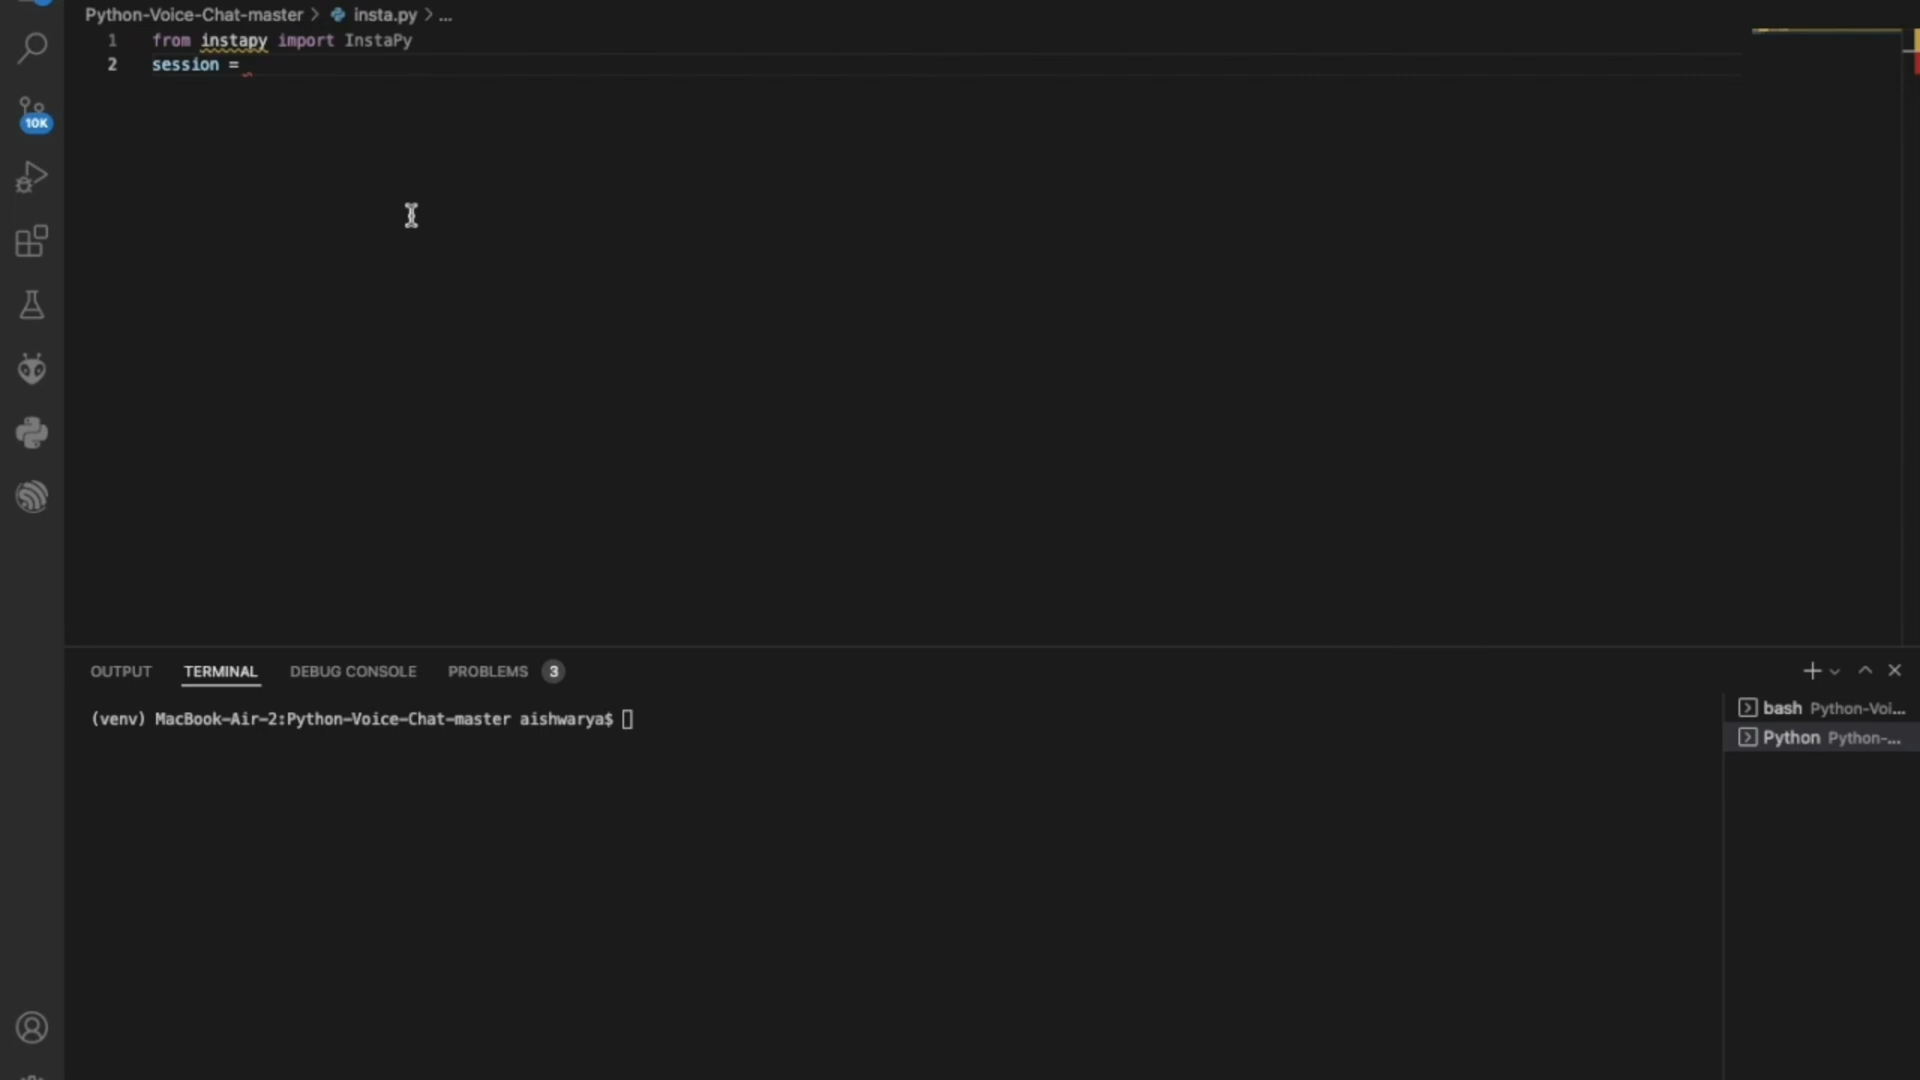 Python-Voice-Chat-master > insta.py > ...
1 from instapy import InstaPy
2 session =
10K
OUTPUT TERMINAL DEBUG CONSOLE PROBLEMS 3
(venv) MacBook-Air-2:Python-Voice-Chat-master aishwarya$
bash Python-Voi...
Python Python-...